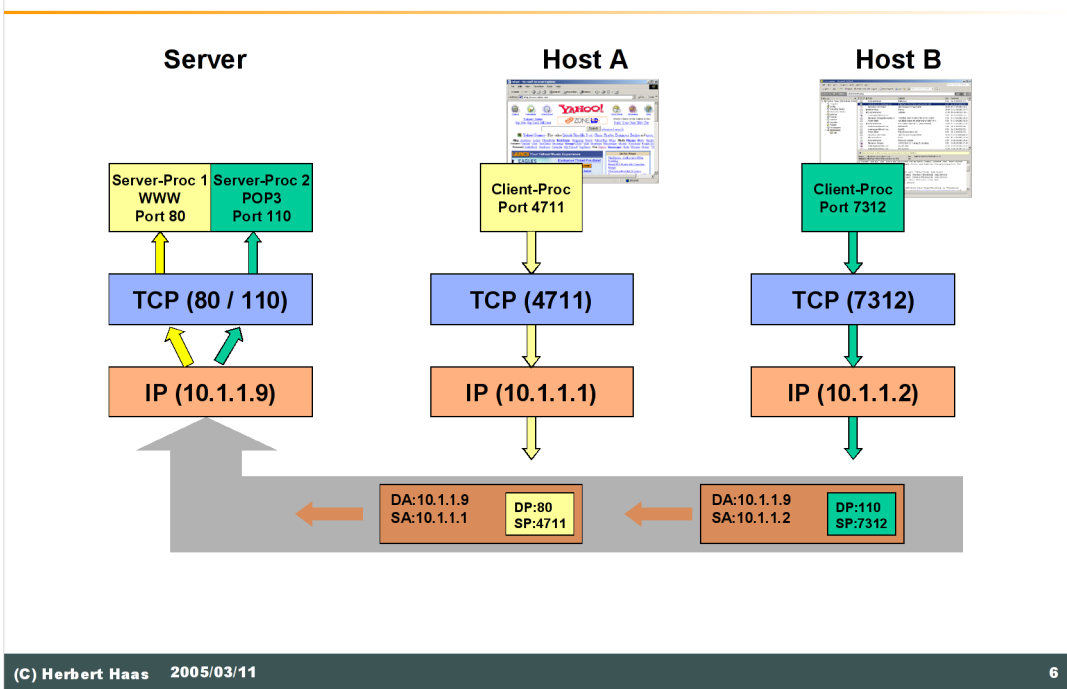 Server
Host A
Host B
YAHOO!
Server-Proc 1
WWW
Port 80
Server-Proc 2
POP3
Port 110
Client-Proc
Port 4711
Client-Proc
Port 7312
TCP (80 / 110)
TCP (4711)
TCP (7312)
IP (10.1.1.9)
IP (10.1.1.1)
IP (10.1.1.2)
DA:10.1.1.9
SA:10.1.1.1
DP:80
SP:4711
DA:10.1.1.9
SA:10.1.1.2
DP:110
SP:7312
(C) Herbert Haas 2005/03/11 6